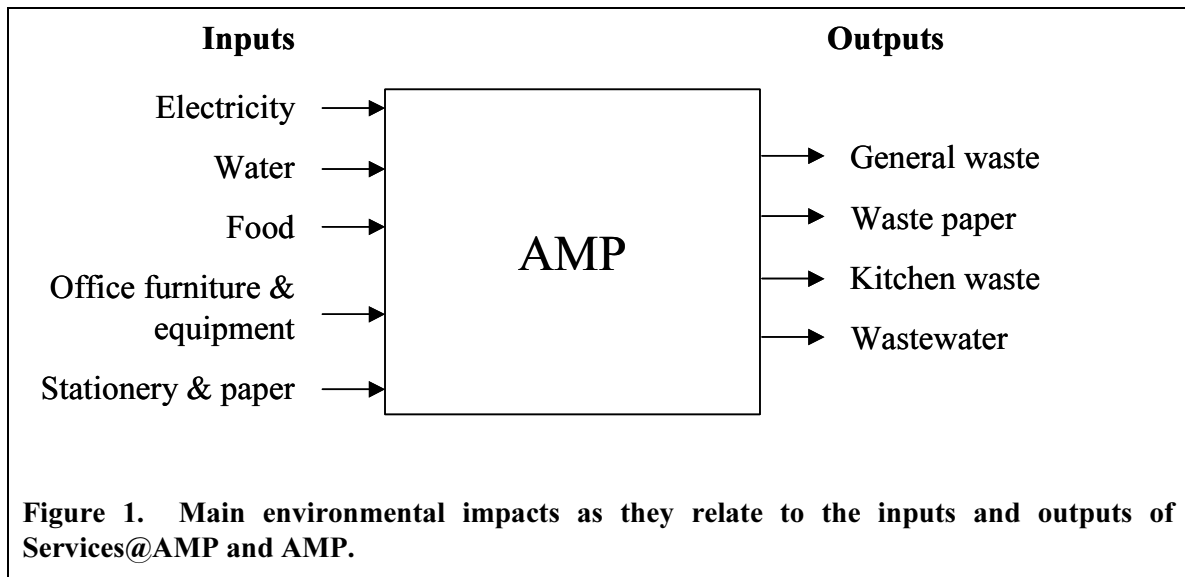 Inputs
Outputs
Electricity
Water
Food
Office furniture &
equipment
Stationery & paper
AMP
General waste
Waste paper
Kitchen waste
Wastewater
Figure 1. Main environmental impacts as they relate to the inputs and outputs of
Services@AMP and AMP.